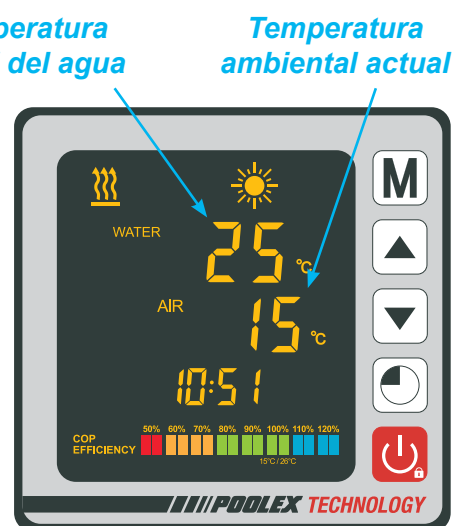 Temperatura
ambiental actual
del agua
M
WATER
25 °C
AIR
15 °C
10:51
50% 60% 70% 80% 90% 100% 110% 120%
COP
EFFICIENCY
15°C / 26°C
POOLEX TECHNOLOGY